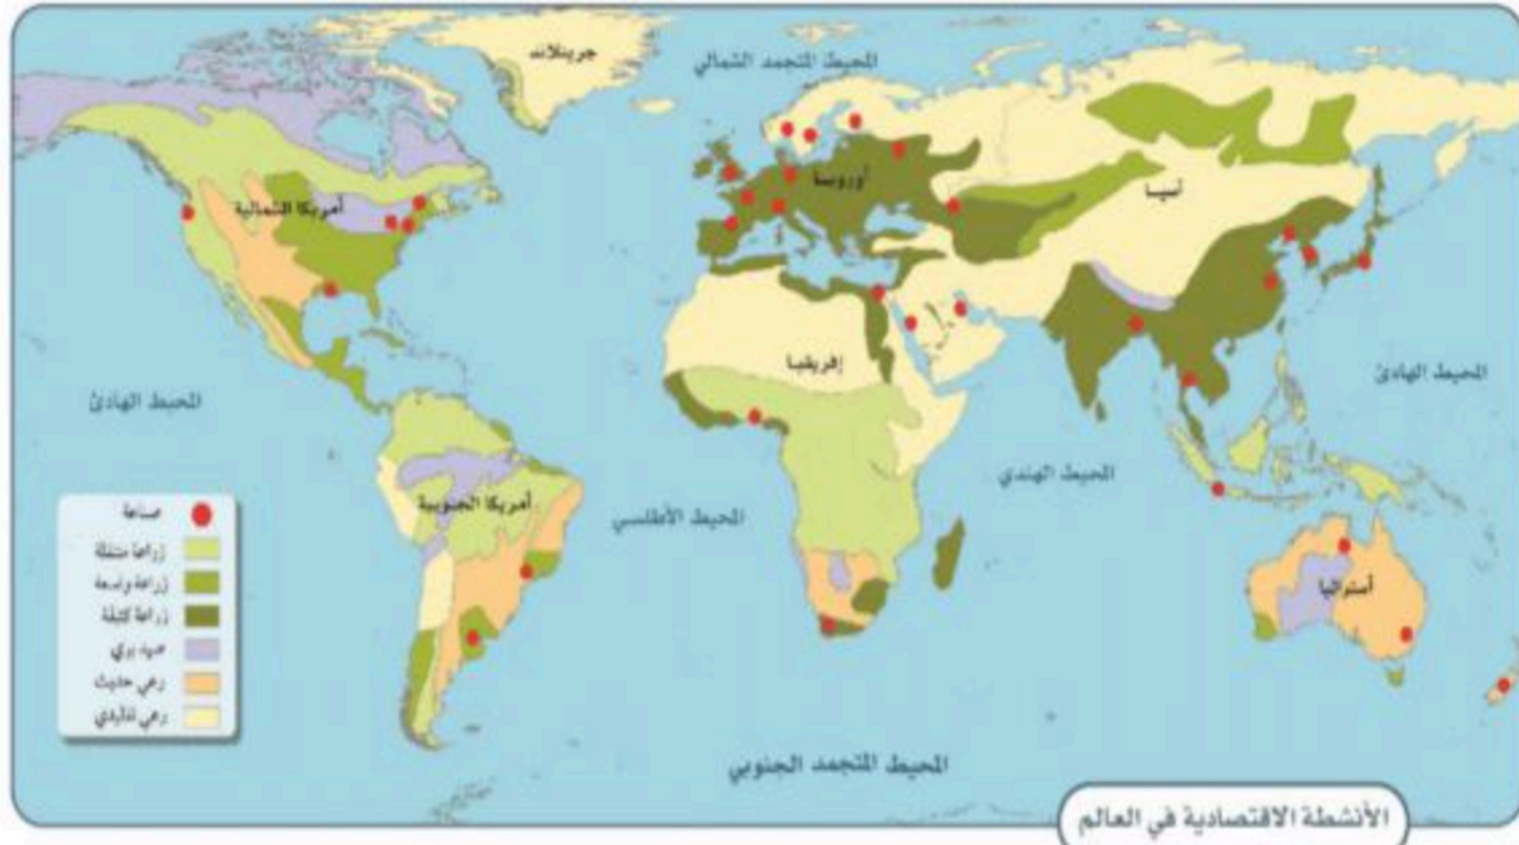 جرينلاند
المحيط المتجمد الشمالي
أوروبا
آسيا
أمريكا الشمالية
إفريقيا
المحيط الهادئ
المحيط الهادئ
المحيط الهندي
أمريكا الجنوبية
المحيط الأطلسي
أستراليا
صناعة
زراعة متنقلة
زراعة واسعة
زراعة كثيفة
صيد بري
رعي حديث
رعي تقليدي
المحيط المتجمد الجنوبي
الأنشطة الاقتصادية في العالم